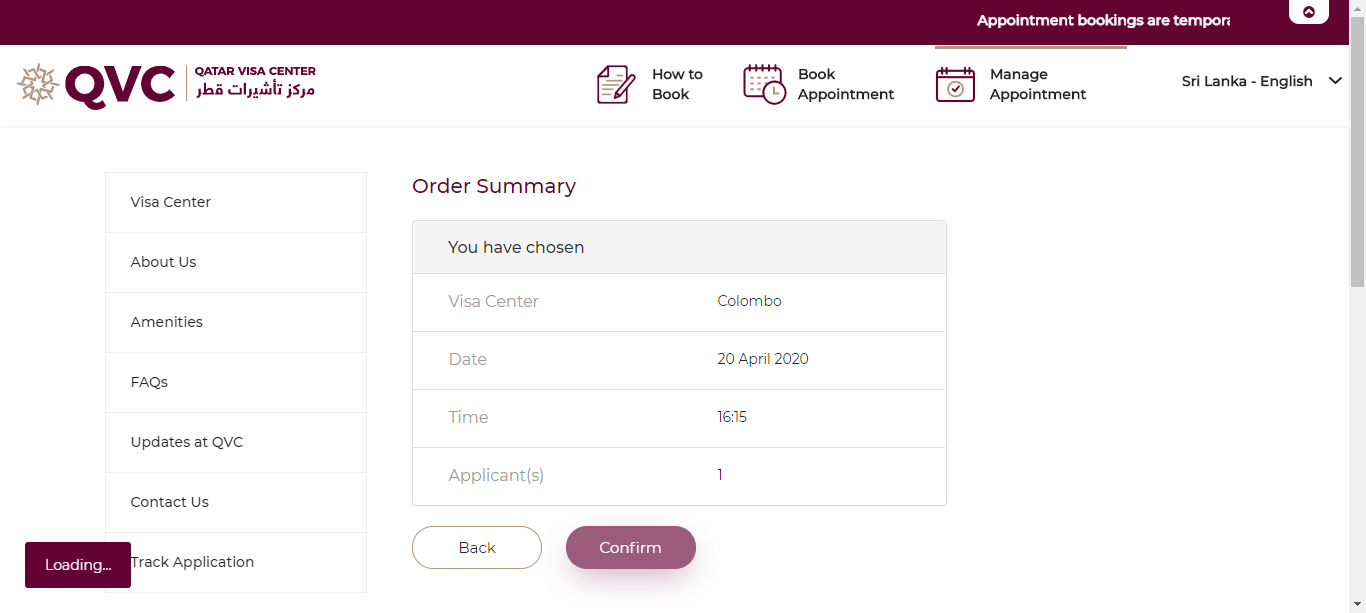 Appointment bookings are tempora
QVC
QATAR VISA CENTER
مركز تأشيرات قطر
How to
Book
Book
Appointment
Manage
Appointment
Sri Lanka - English
Visa Center
About Us
Amenities
FAQs
Updates at QVC
Contact Us
Track Application
Loading...
Order Summary
You have chosen
Visa Center Colombo
Date 20 April 2020
Time 16:15
Applicant(s) 1
Back Confirm